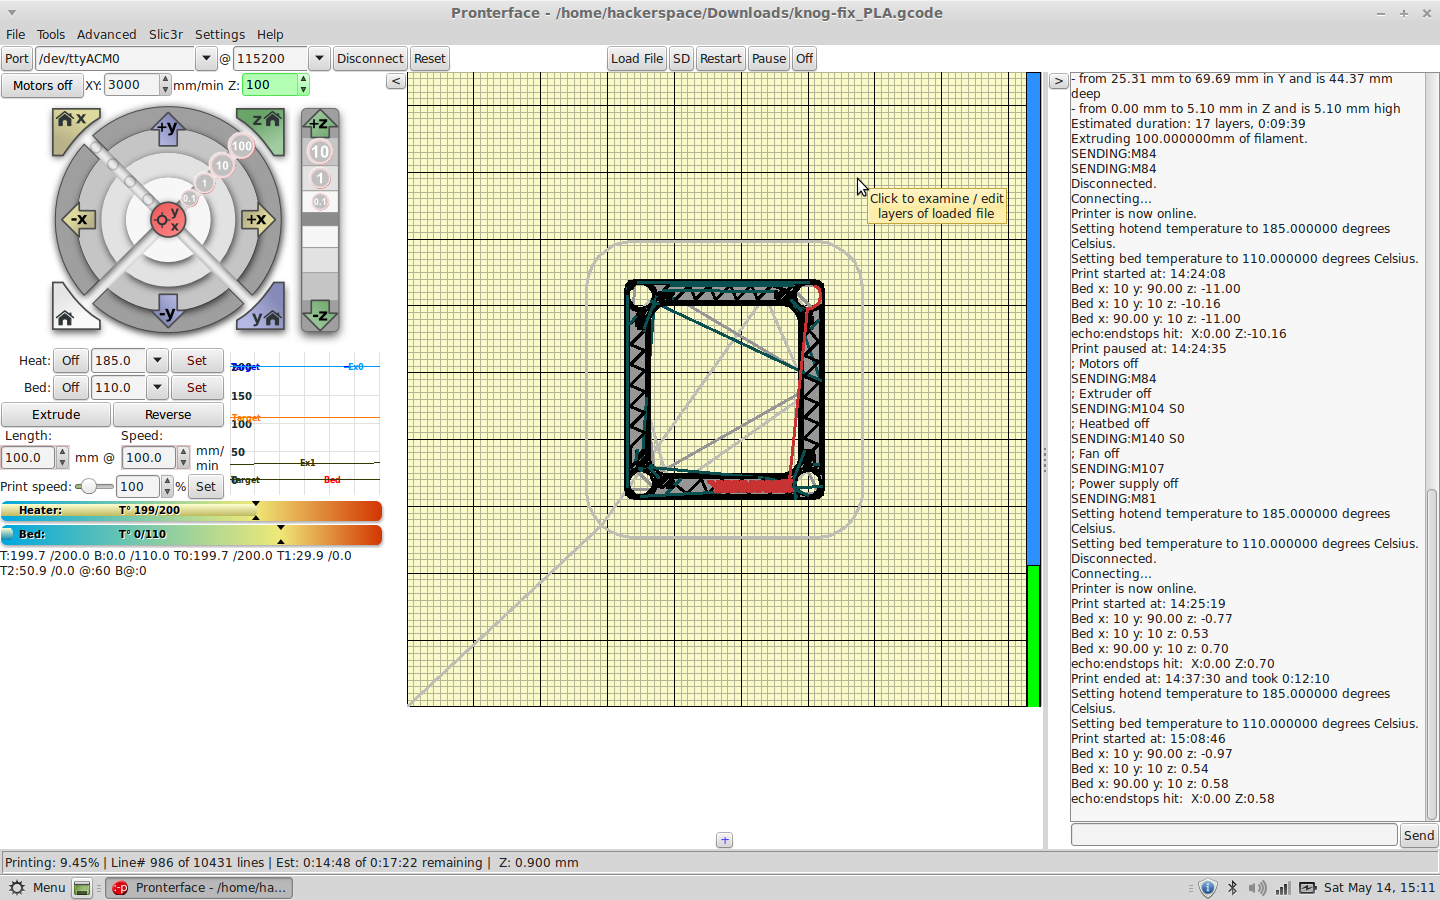 Pronterface - /home/hackerspace/Downloads/knog-fix_PLA.gcode
File Tools Advanced Slic3r Settings Help
Port /dev/ttyACM0 @ 115200 Disconnect Reset Load File SD Restart Pause Off
Motors off XY: 3000 mm/min Z: 100 < >
x +y z +z
100 10 1 0.1
10
1
0.1
-x y x +x
-y y -z
Heat: Off 185.0 Set
Bed: Off 110.0 Set
Extrude Reverse
Length: Speed:
100.0 mm @ 100.0 mm/
min
Print speed: 100 % Set
Target Ex0
150
Target
100
50
Ex1
Target Bed
Heater: T° 199/200
Bed: T° 0/110
T:199.7 /200.0 B:0.0 /110.0 T0:199.7 /200.0 T1:29.9 /0.0
T2:50.9 /0.0 @:60 B@:0
Click to examine / edit
layers of loaded file
+
- from 25.31 mm to 69.69 mm in Y and is 44.37 mm
deep
- from 0.00 mm to 5.10 mm in Z and is 5.10 mm high
Estimated duration: 17 layers, 0:09:39
Extruding 100.000000mm of filament.
SENDING:M84
SENDING:M84
Disconnected.
Connecting...
Printer is now online.
Setting hotend temperature to 185.000000 degrees
Celsius.
Setting bed temperature to 110.000000 degrees Celsius.
Print started at: 14:24:08
Bed x: 10 y: 90.00 z: -11.00
Bed x: 10 y: 10 z: -10.16
Bed x: 90.00 y: 10 z: -11.00
echo:endstops hit:  X:0.00 Z:-10.16
Print paused at: 14:24:35
; Motors off
SENDING:M84
; Extruder off
SENDING:M104 S0
; Heatbed off
SENDING:M140 S0
; Fan off
SENDING:M107
; Power supply off
SENDING:M81
Setting hotend temperature to 185.000000 degrees
Celsius.
Setting bed temperature to 110.000000 degrees Celsius.
Disconnected.
Connecting...
Printer is now online.
Print started at: 14:25:19
Bed x: 10 y: 90.00 z: -0.77
Bed x: 10 y: 10 z: 0.53
Bed x: 90.00 y: 10 z: 0.70
echo:endstops hit:  X:0.00 Z:0.70
Print ended at: 14:37:30 and took 0:12:10
Setting hotend temperature to 185.000000 degrees
Celsius.
Setting bed temperature to 110.000000 degrees Celsius.
Print started at: 15:08:46
Bed x: 10 y: 90.00 z: -0.97
Bed x: 10 y: 10 z: 0.54
Bed x: 90.00 y: 10 z: 0.58
echo:endstops hit:  X:0.00 Z:0.58
Send
Printing: 9.45% | Line# 986 of 10431 lines | Est: 0:14:48 of 0:17:22 remaining |  Z: 0.900 mm
Menu Pronterface - /home/ha... Sat May 14, 15:11